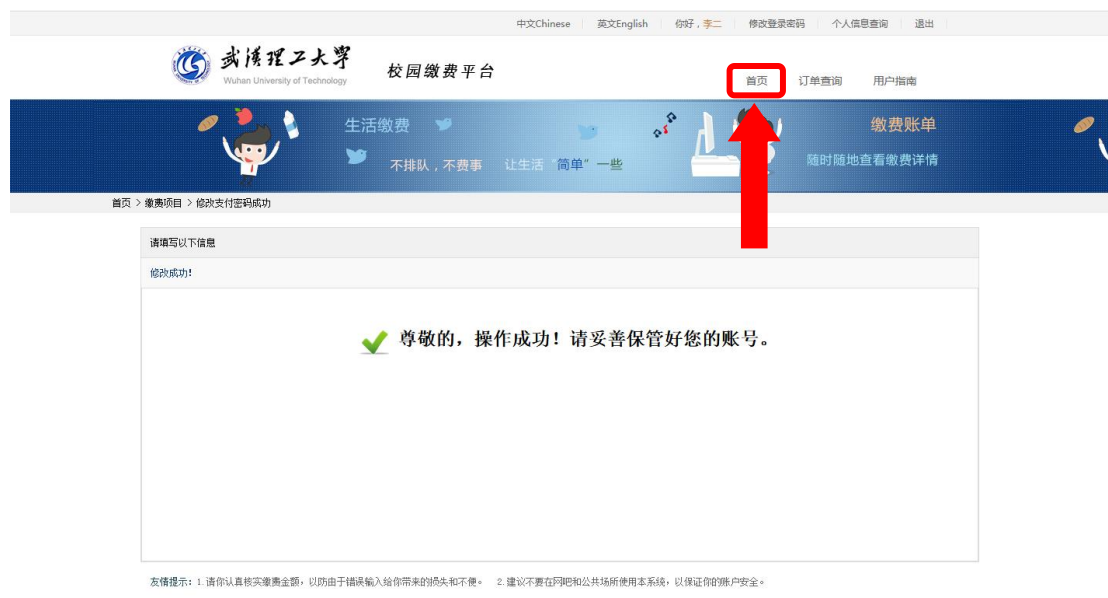 中文Chinese 英文English 你好，李二 修改登录密码 个人信息查询 退出
武汉理工大学
Wuhan University of Technology
校园缴费平台
首页 订单查询 用户指南
生活缴费
不排队，不费事 让生活“简单”一些
缴费账单
随时随地查看缴费详情
首页 > 缴费项目 > 修改支付密码成功
请填写以下信息
修改成功!
尊敬的，操作成功！请妥善保管好您的账号。
友情提示：1.请你认真核实缴费金额，以防由于错误输入给你带来的损失和不便。 2.建议不要在网吧和公共场所使用本系统，以保证你的账户安全。